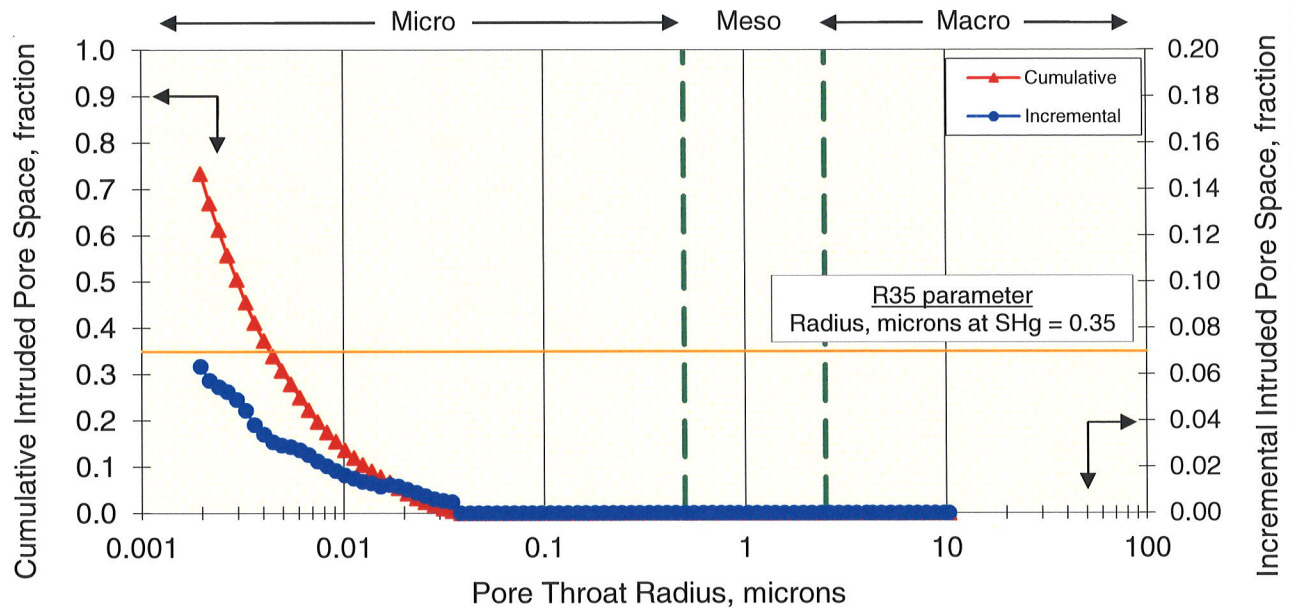 Micro Meso Macro
Cumulative Intruded Pore Space, fraction
1.0
0.9
0.8
0.7
0.6
0.5
0.4
0.3
0.2
0.1
0.0
Cumulative
Incremental
R35 parameter
Radius, microns at SHg = 0.35
0.20
0.18
0.16
0.14
0.12
0.10
0.08
0.06
0.04
0.02
0.00
Incremental Intruded Pore Space, fraction
0.001 0.01 0.1 1 10 100
Pore Throat Radius, microns